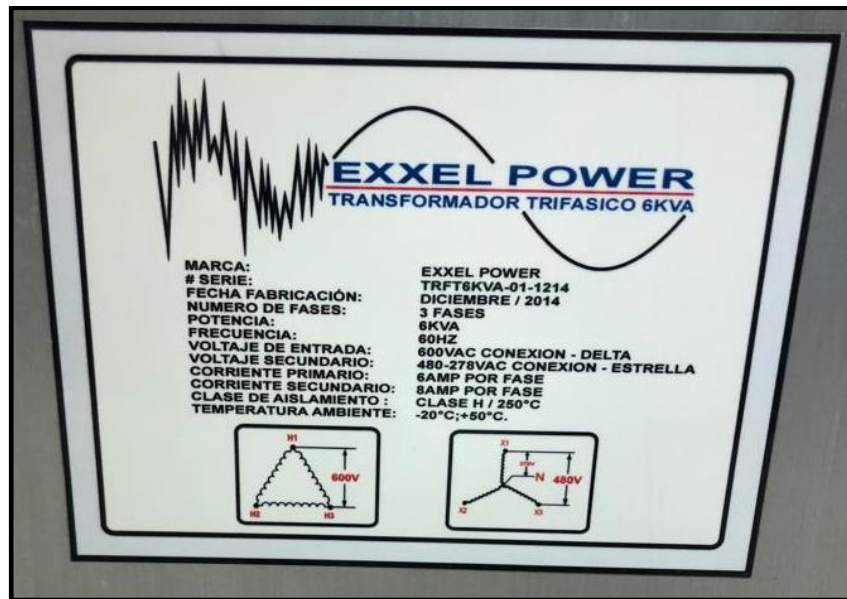 EXXEL POWER
TRANSFORMADOR TRIFASICO 6KVA
MARCA: EXXEL POWER
# SERIE: TRFT6KVA-01-1214
FECHA FABRICACIÓN: DICIEMBRE / 2014
NUMERO DE FASES: 3 FASES
POTENCIA: 6KVA
FRECUENCIA: 60HZ
VOLTAJE DE ENTRADA: 600VAC CONEXION - DELTA
VOLTAJE SECUNDARIO: 480-278VAC CONEXION - ESTRELLA
CORRIENTE PRIMARIO: 6AMP POR FASE
CORRIENTE SECUNDARIO: 8AMP POR FASE
CLASE DE AISLAMIENTO : CLASE H / 250°C
TEMPERATURA AMBIENTE: -20°C;+50°C.
H1
600V
H2 H3
X1
N 480V
X2 X3